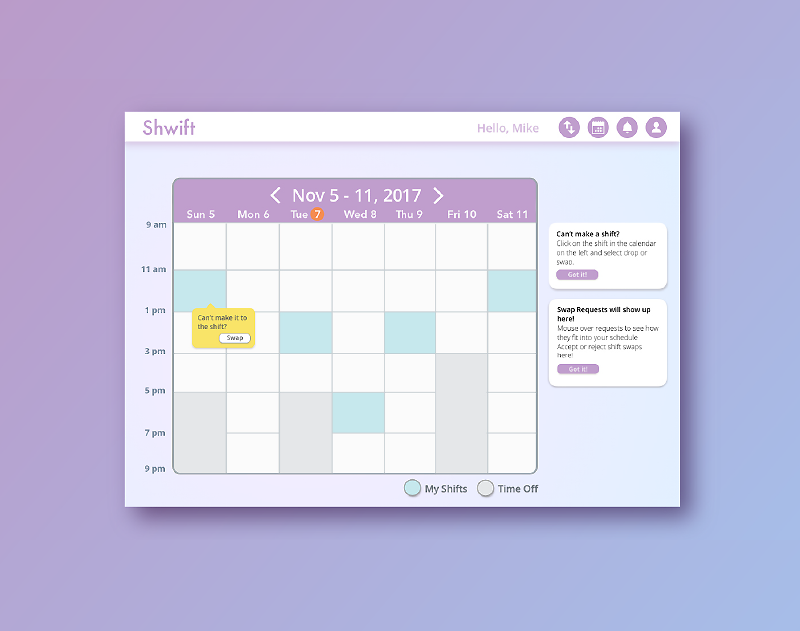 Shwift
Hello, Mike
Nov 5 - 11, 2017
Sun 5 Mon 6 Tue 7 Wed 8 Thu 9 Fri 10 Sat 11
9 am
11 am
1 pm
3 pm
5 pm
7 pm
9 pm
Can't make it to
the shift?
Swap
My Shifts
Time Off
Can't make a shift?
Click on the shift in the calendar
on the left and select drop or
swap.
Got it!
Swap Requests will show up
here!
Mouse over requests to see how
they fit into your schedule
Accept or reject shift swaps
here!
Got it!